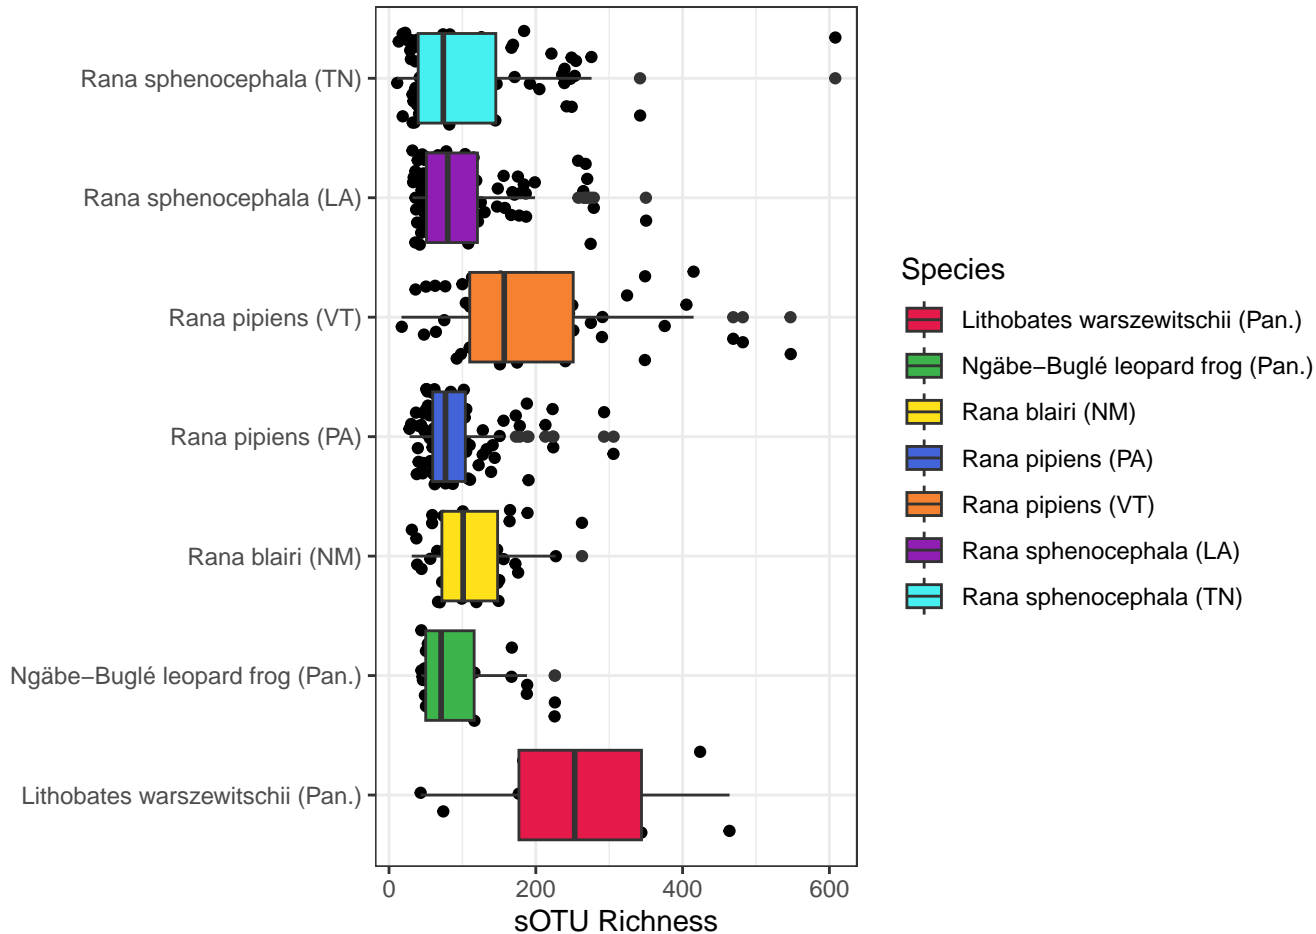 Rana sphenocephala (TN)
Rana sphenocephala (LA)
Rana pipiens (VT)
Rana pipiens (PA)
Rana blairi (NM)
Ngäbe−Buglé leopard frog (Pan.)
Lithobates warszewitschii (Pan.)
0
200
400
600
sOTU Richness
Species
Lithobates warszewitschii (Pan.)
Ngäbe−Buglé leopard frog (Pan.)
Rana blairi (NM)
Rana pipiens (PA)
Rana pipiens (VT)
Rana sphenocephala (LA)
Rana sphenocephala (TN)